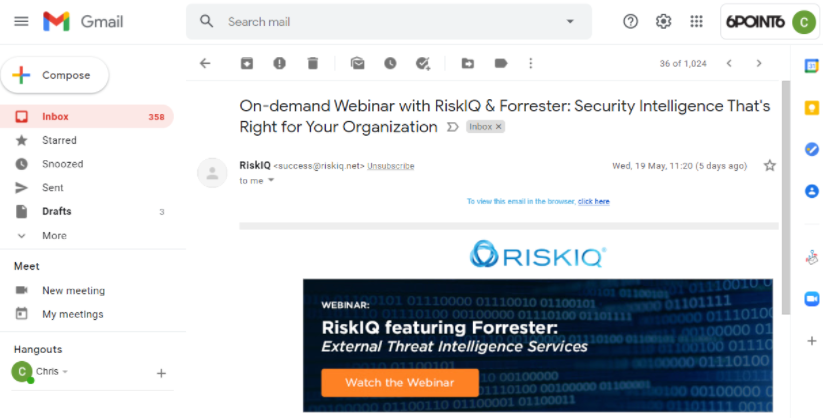 Gmail
Search mail
6POINT6
C
Compose
36 of 1,024
Inbox 358
Starred
Snoozed
Sent
Drafts 3
More
Meet
New meeting
My meetings
Hangouts
C Chris
On-demand Webinar with RiskIQ & Forrester: Security Intelligence That's
Right for Your Organization Inbox ×
RiskIQ <success@riskiq.net> Unsubscribe
Wed, 19 May, 11:20 (5 days ago)
to me
To view this email in the browser, click here
RISKIQ
WEBINAR:
RiskIQ featuring Forrester:
External Threat Intelligence Services
Watch the Webinar